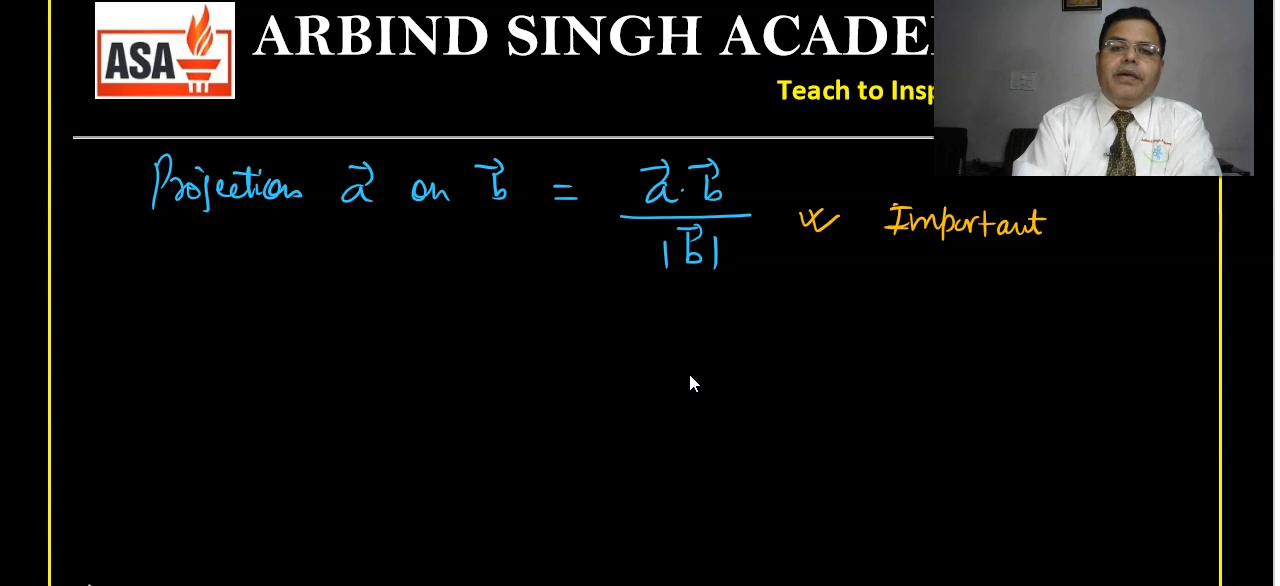 ASA
ARBIND SINGH ACADE
Teach to Insp
Projection a⃗ on b⃗ = a⃗.b⃗ / |b⃗|
Important